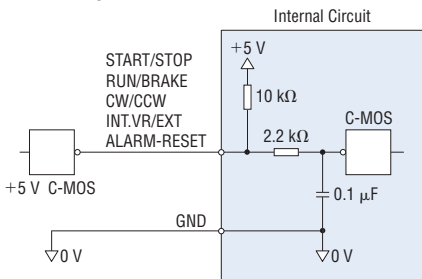 Internal Circuit
+5 V
START/STOP
RUN/BRAKE
CW/CCW
INT.VR/EXT
ALARM-RESET
10 kΩ
C-MOS
2.2 kΩ
+5 V C-MOS
0.1 μF
GND
0 V
0 V